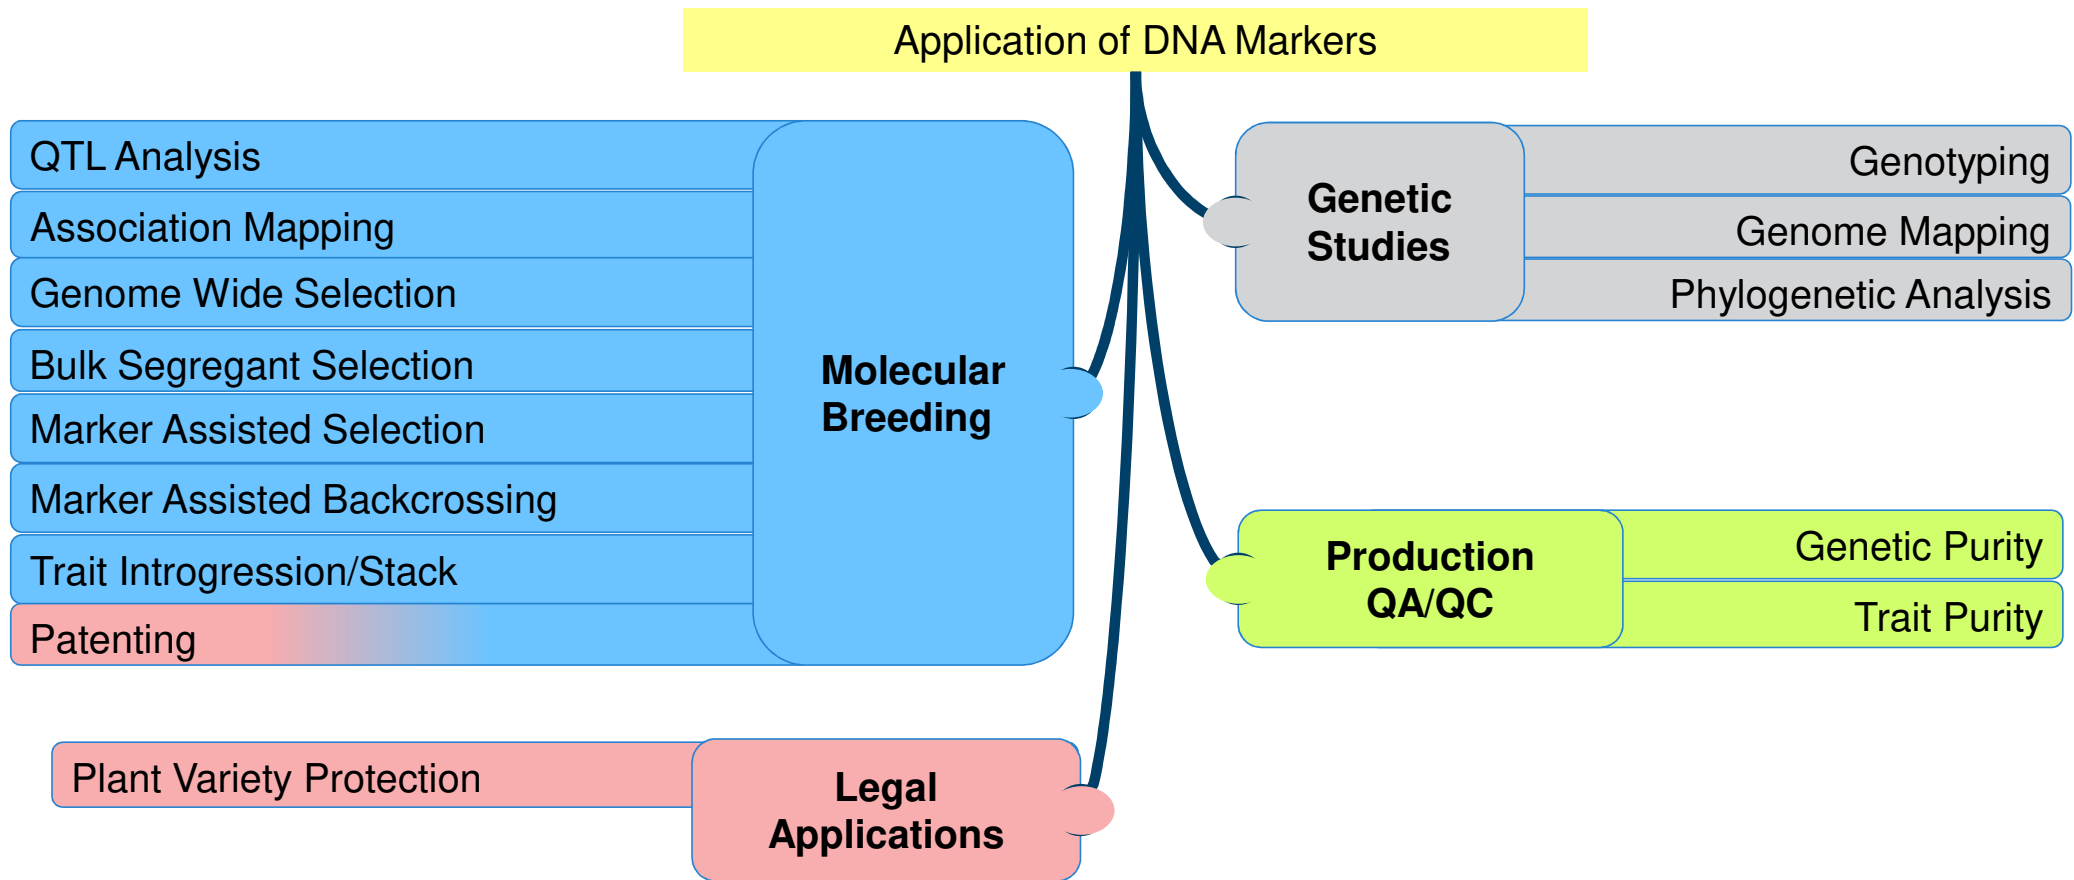 Application of DNA Markers
QTL Analysis
Association Mapping
Genome Wide Selection
Bulk Segregant Selection
Marker Assisted Selection
Marker Assisted Backcrossing
Trait Introgression/Stack
Patenting
Molecular
Breeding
Plant Variety Protection
Legal
Applications
Genetic
Studies
Genotyping
Genome Mapping
Phylogenetic Analysis
Production
QA/QC
Genetic Purity
Trait Purity